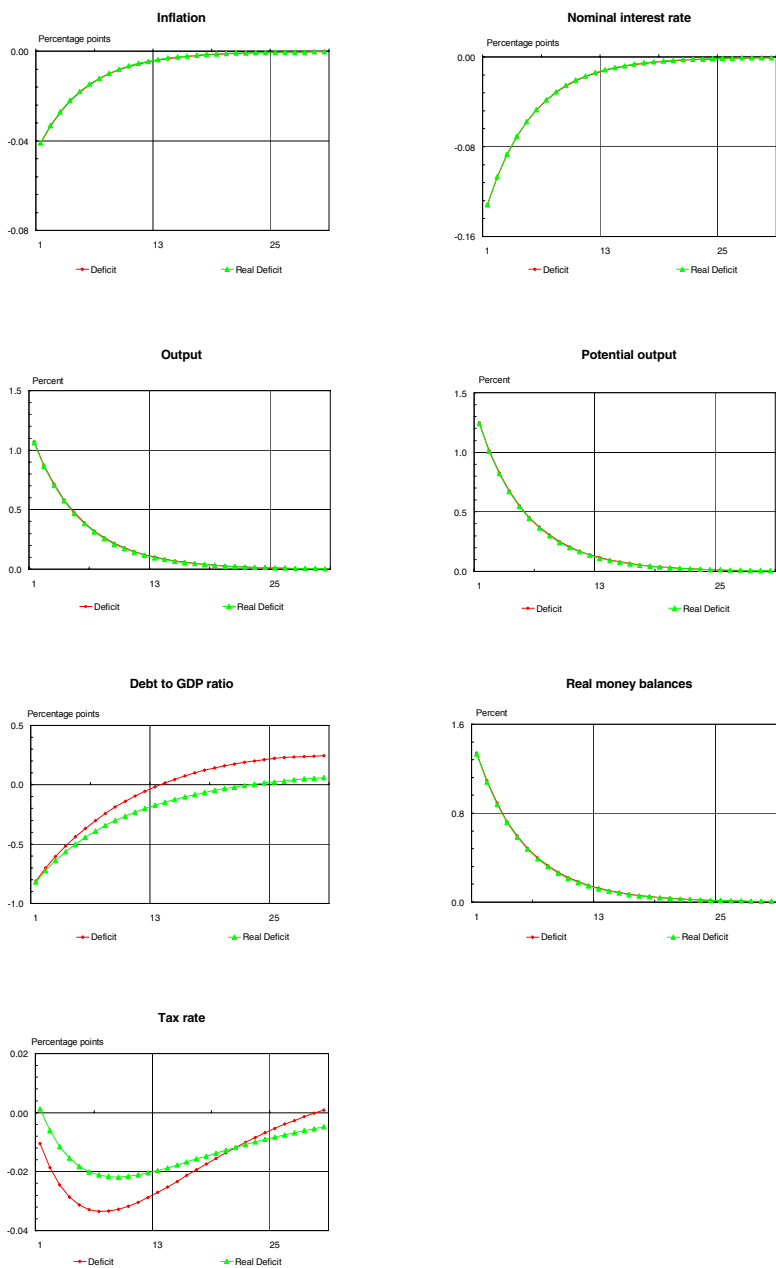 Inflation
Percentage points
0.00
-0.04
-0.08
1 13 25
Deficit Real Deficit
Nominal interest rate
Percentage points
0.00
-0.08
-0.16
1 13 25
Deficit Real Deficit
Output
Percent
1.5
1.0
0.5
0.0
1 13 25
Deficit Real Deficit
Potential output
Percent
1.5
1.0
0.5
0.0
1 13 25
Deficit Real Deficit
Debt to GDP ratio
Percentage points
0.5
0.0
-0.5
-1.0
1 13 25
Deficit Real Deficit
Real money balances
Percent
1.6
0.8
0.0
1 13 25
Deficit Real Deficit
Tax rate
Percentage points
0.02
0.00
-0.02
-0.04
1 13 25
Deficit Real Deficit